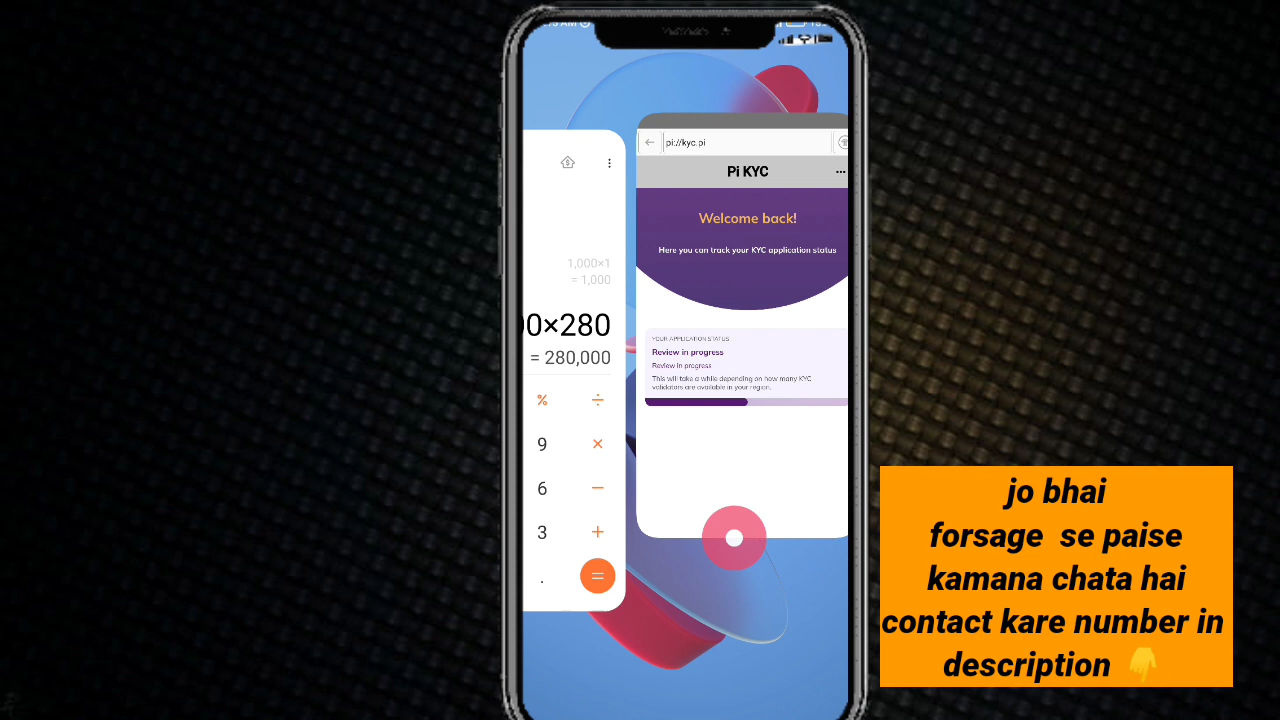 1,000×1
= 1,000
0×280
= 280,000
%
÷
9
×
6
−
3
+
.
=
pi://kyc.pi
Pi KYC
Welcome back!
Here you can track your KYC application status
YOUR APPLICATION STATUS
Review in progress
Review in progress
This will take a while depending on how many KYC
validators are available in your region.
jo bhai
forsage se paise
kamana chata hai
contact kare number in
description 👇